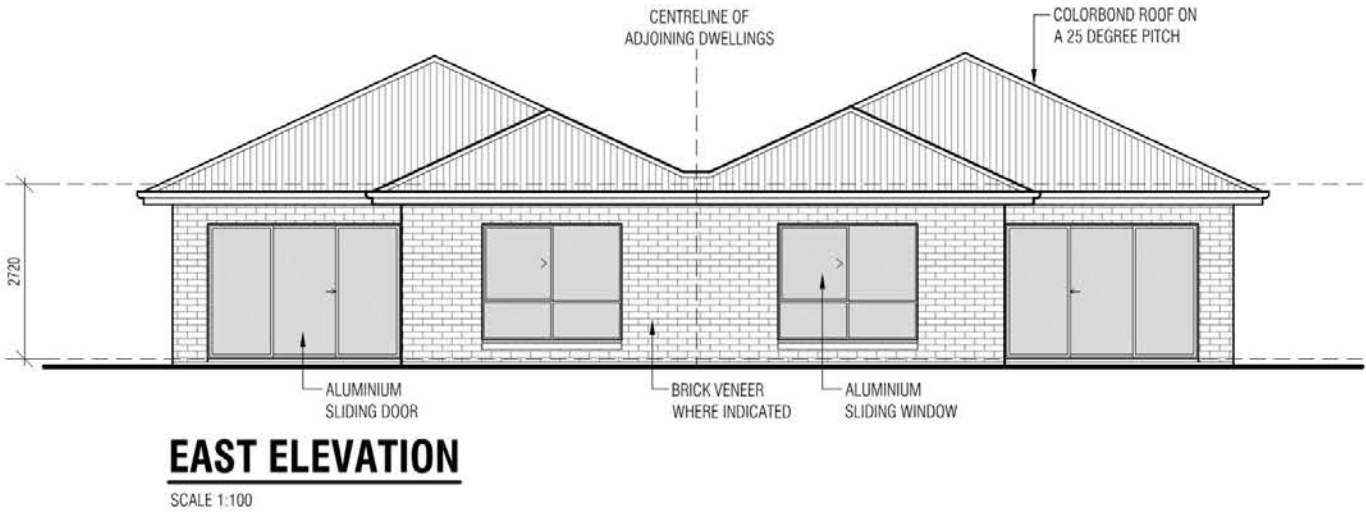 CENTRELINE OF
ADJOINING DWELLINGS
COLORBOND ROOF ON
A 25 DEGREE PITCH
2720
ALUMINIUM
SLIDING DOOR
BRICK VENEER
WHERE INDICATED
ALUMINIUM
SLIDING WINDOW
EAST ELEVATION
SCALE 1:100